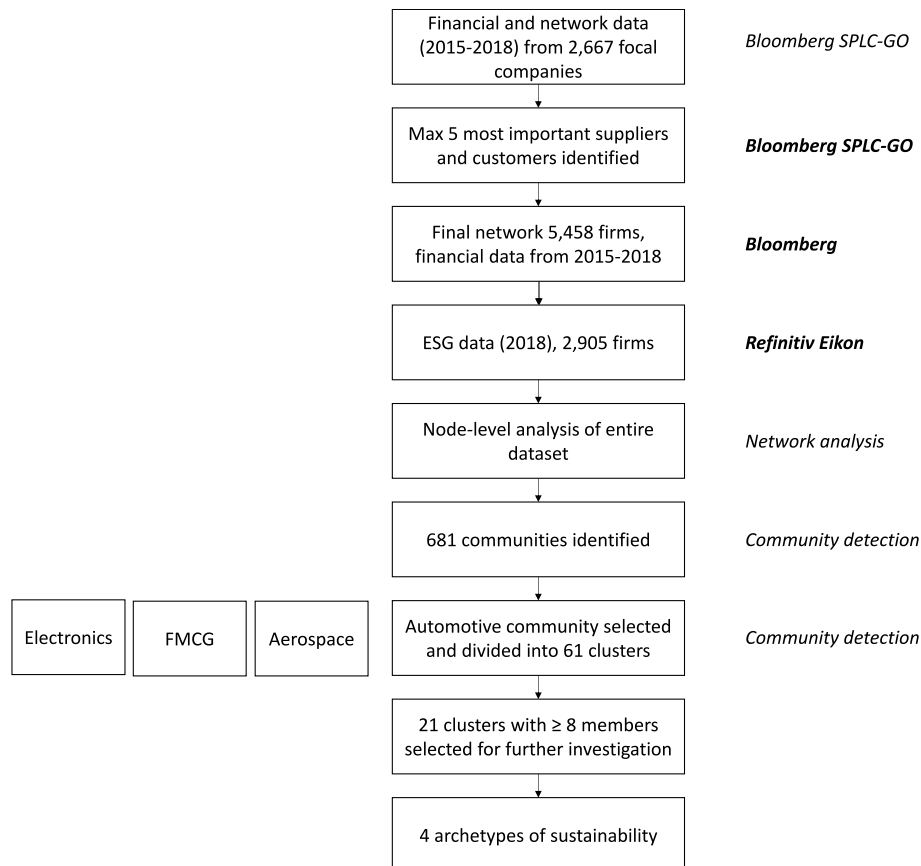 Financial and network data
(2015-2018) from 2,667 focal
companies
Bloomberg SPLC-GO
Max 5 most important suppliers
and customers identified
Bloomberg SPLC-GO
Final network 5,458 firms,
financial data from 2015-2018
Bloomberg
ESG data (2018), 2,905 firms
Refinitiv Eikon
Node-level analysis of entire
dataset
Network analysis
681 communities identified
Community detection
Electronics
FMCG
Aerospace
Automotive community selected
and divided into 61 clusters
Community detection
21 clusters with ≥ 8 members
selected for further investigation
4 archetypes of sustainability